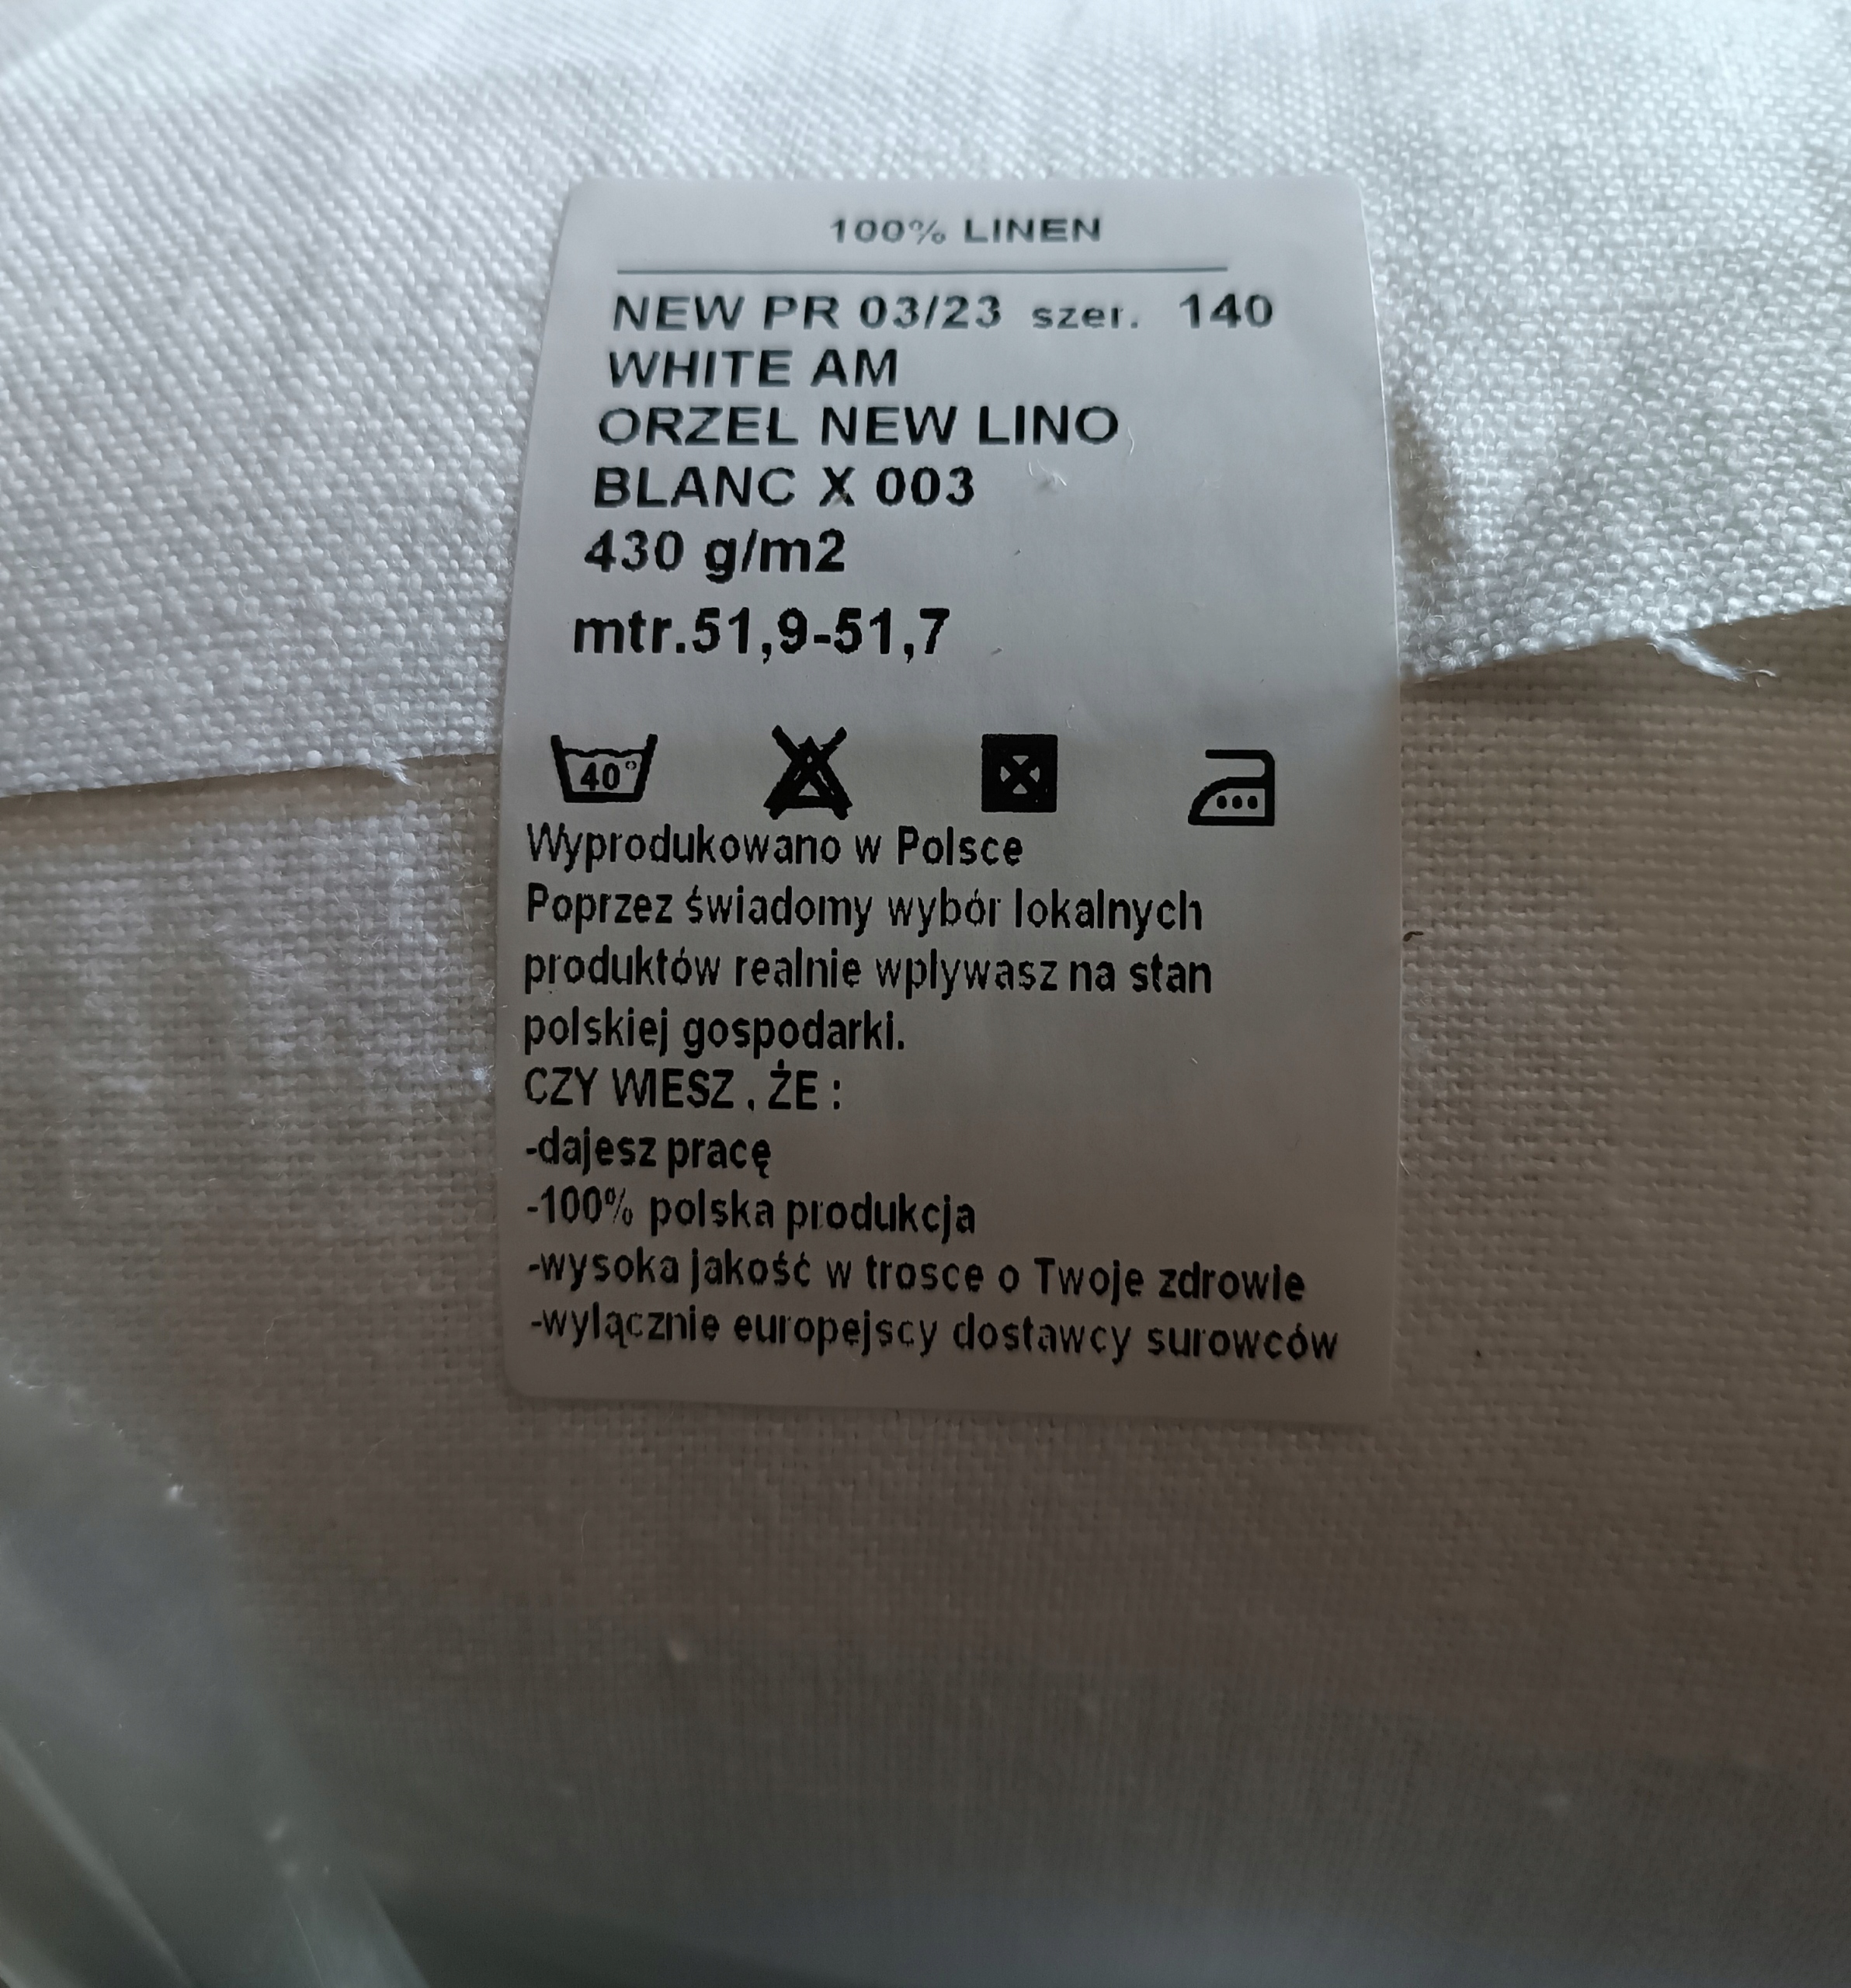 100% LINEN
NEW PR 03/23 szer. 140
WHITE AM
ORZEL NEW LINO
BLANC X 003
430 g/m2
mtr.51,9-51,7
40°
Wyprodukowano w Polsce
Poprzez świadomy wybór lokalnych
produktów realnie wplywasz na stan
polskiej gospodarki.
CZY WIESZ , ŻE :
-dajesz pracę
-100% polska produkcja
-wysoka jakość w trosce o Twoje zdrowie
-wylącznie europejscy dostawcy surowców